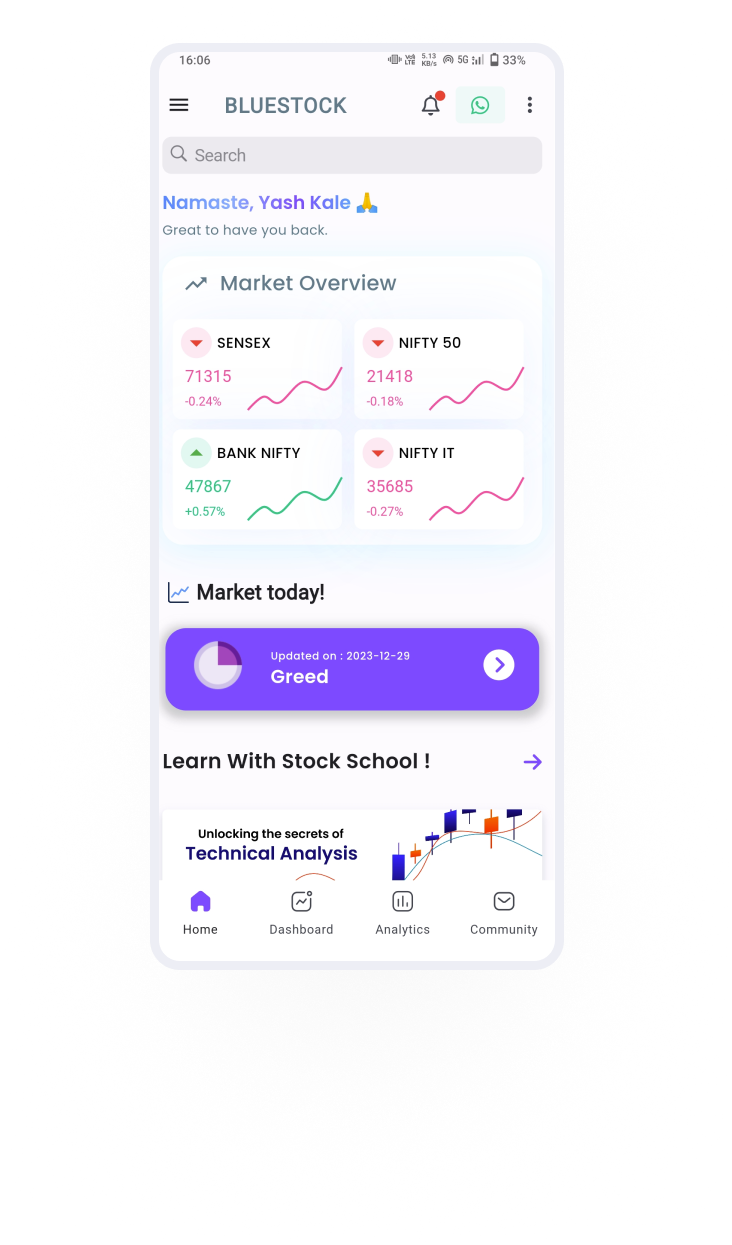 16:06 Vo) LTE 5.13 KB/s 5G 33%
BLUESTOCK
Search
Namaste, Yash Kale 🙏
Great to have you back.
Market Overview
SENSEX
71315
-0.24%
NIFTY 50
21418
-0.18%
BANK NIFTY
47867
+0.57%
NIFTY IT
35685
-0.27%
Market today!
Updated on : 2023-12-29
Greed
Learn With Stock School !
Unlocking the secrets of
Technical Analysis
Home Dashboard Analytics Community